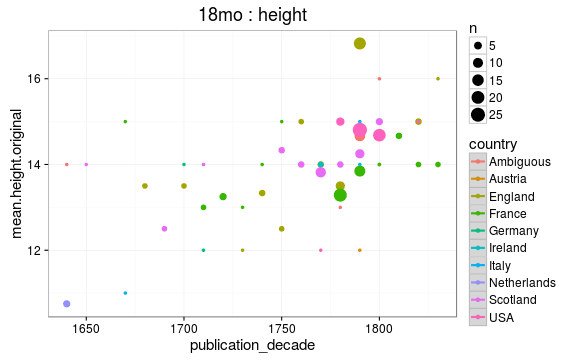 18mo : height
mean.height.original
16
14
12
1650
1700
1750
1800
publication_decade
n
5
10
15
20
25
country
Ambiguous
Austria
England
France
Germany
Ireland
Italy
Netherlands
Scotland
USA